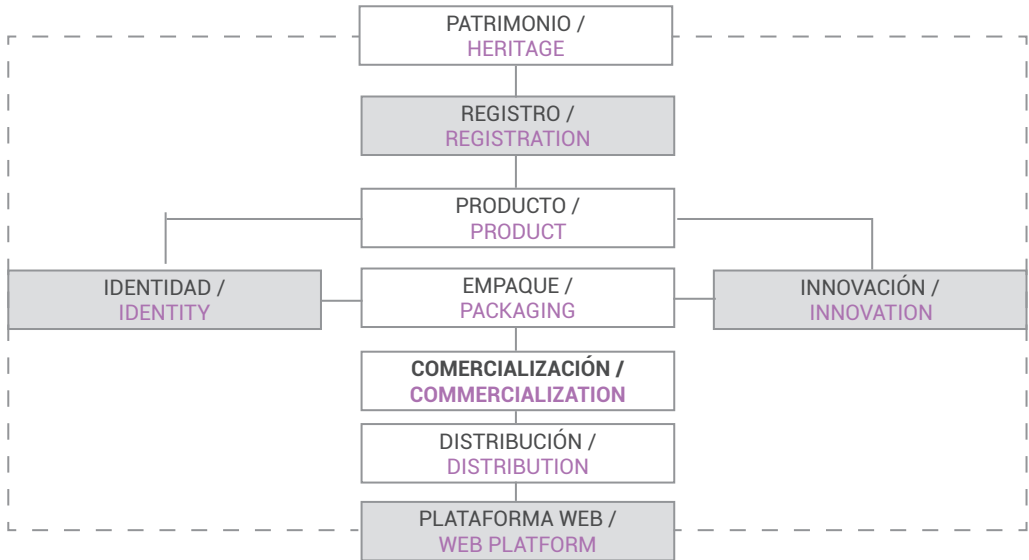 PATRIMONIO /
HERITAGE
REGISTRO /
REGISTRATION
PRODUCTO /
PRODUCT
IDENTIDAD /
IDENTITY
EMPAQUE /
PACKAGING
INNOVACIÓN /
INNOVATION
COMERCIALIZACIÓN /
COMMERCIALIZATION
DISTRIBUCIÓN /
DISTRIBUTION
PLATAFORMA WEB /
WEB PLATFORM